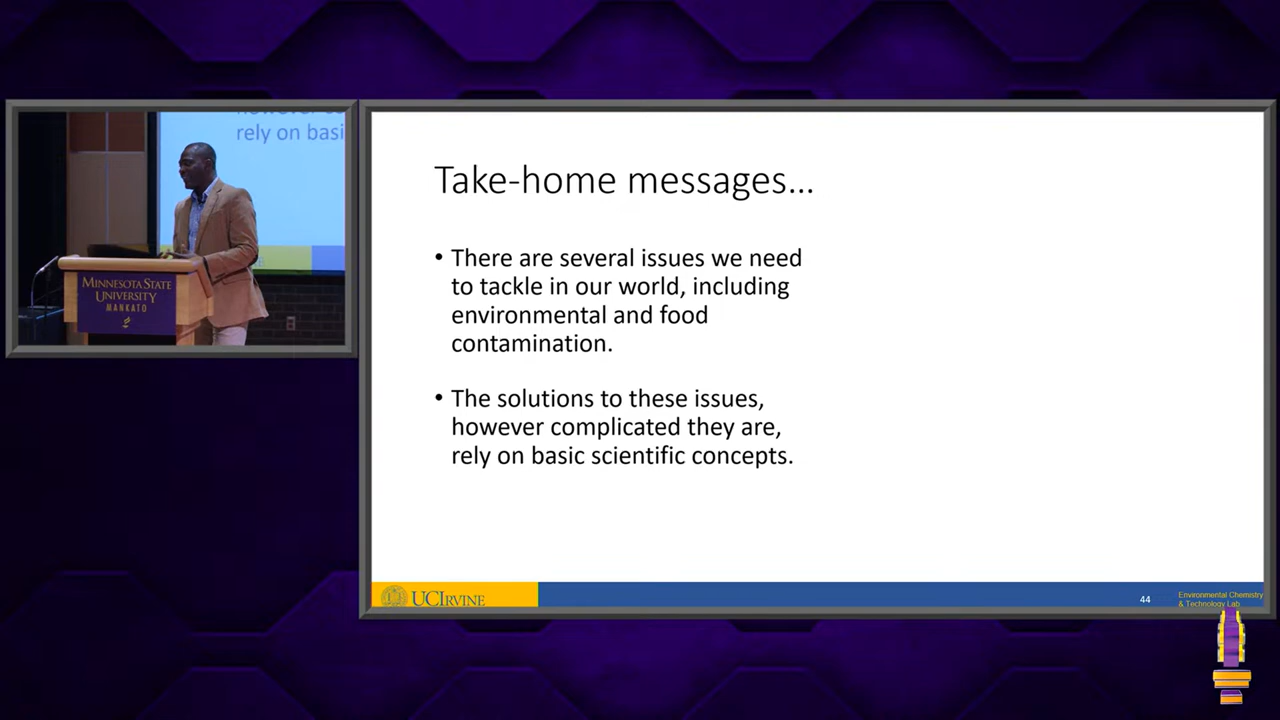 rely on basi
MINNESOTA STATE
UNIVERSITY
MANKATO
Take-home messages...
• There are several issues we need
to tackle in our world, including
environmental and food
contamination.
• The solutions to these issues,
however complicated they are,
rely on basic scientific concepts.
UCIRVINE
44
Environmental Chemistry
& Technology Lab